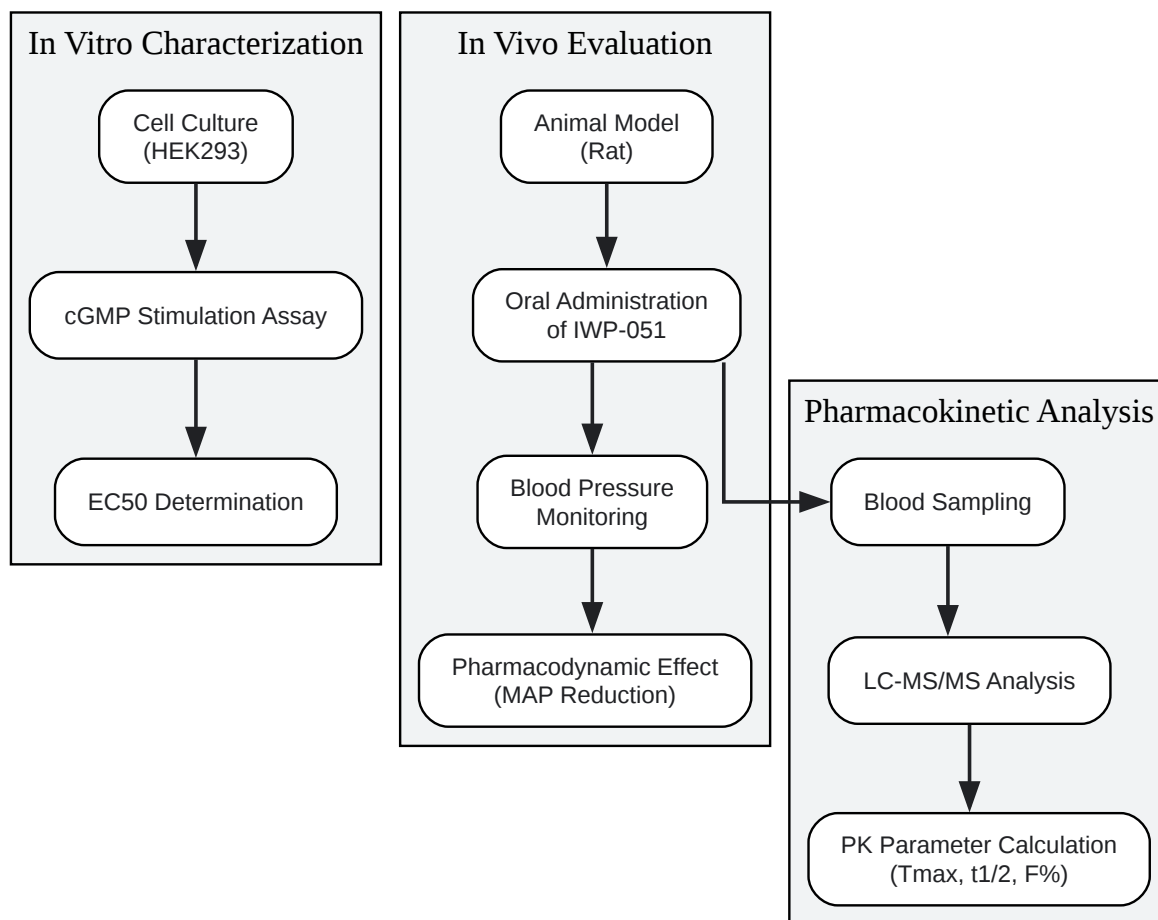 In Vitro Characterization
Cell Culture
(HEK293)
cGMP Stimulation Assay
EC50 Determination
In Vivo Evaluation
Animal Model
(Rat)
Oral Administration
of IWP-051
Blood Pressure
Monitoring
Pharmacodynamic Effect
(MAP Reduction)
Pharmacokinetic Analysis
Blood Sampling
LC-MS/MS Analysis
PK Parameter Calculation
(Tmax, t1/2, F%)